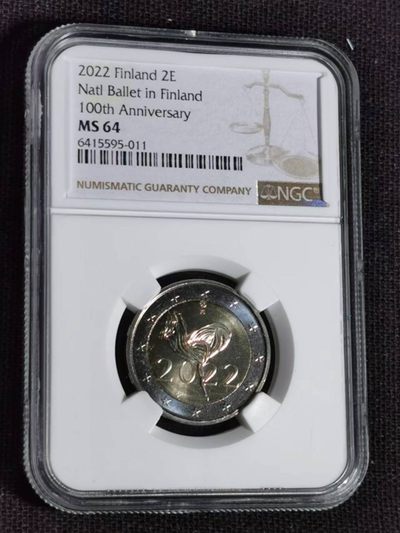 2022 Finland 2E
Natl Ballet in Finland
100th Anniversary
MS 64
6415595-011
NUMISMATIC GUARANTY COMPANY
NGC
2022